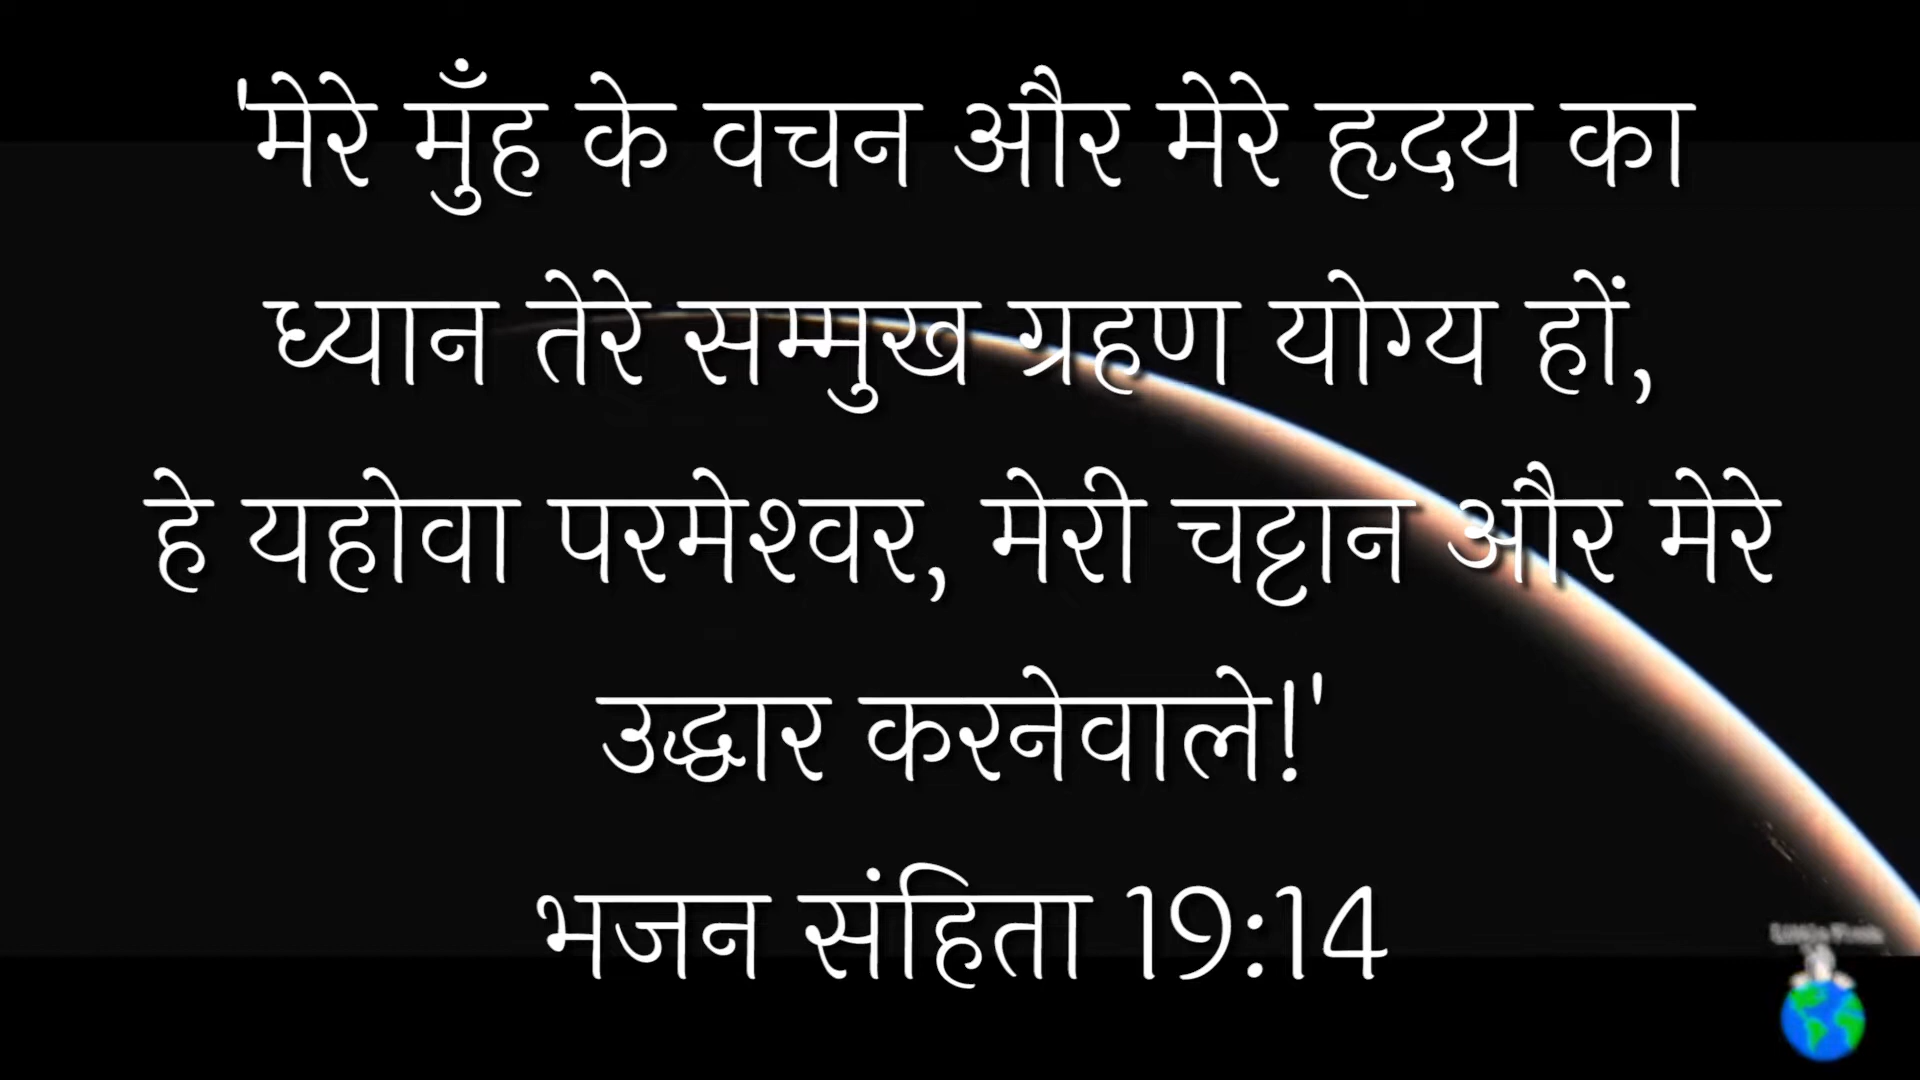 'मेरे मुँह के वचन और मेरे हृदय का
ध्यान तेरे सम्मुख ग्रहण योग्य हों,
हे यहोवा परमेश्वर, मेरी चट्टान और मेरे
उद्धार करनेवाले!'
भजन संहिता 19:14